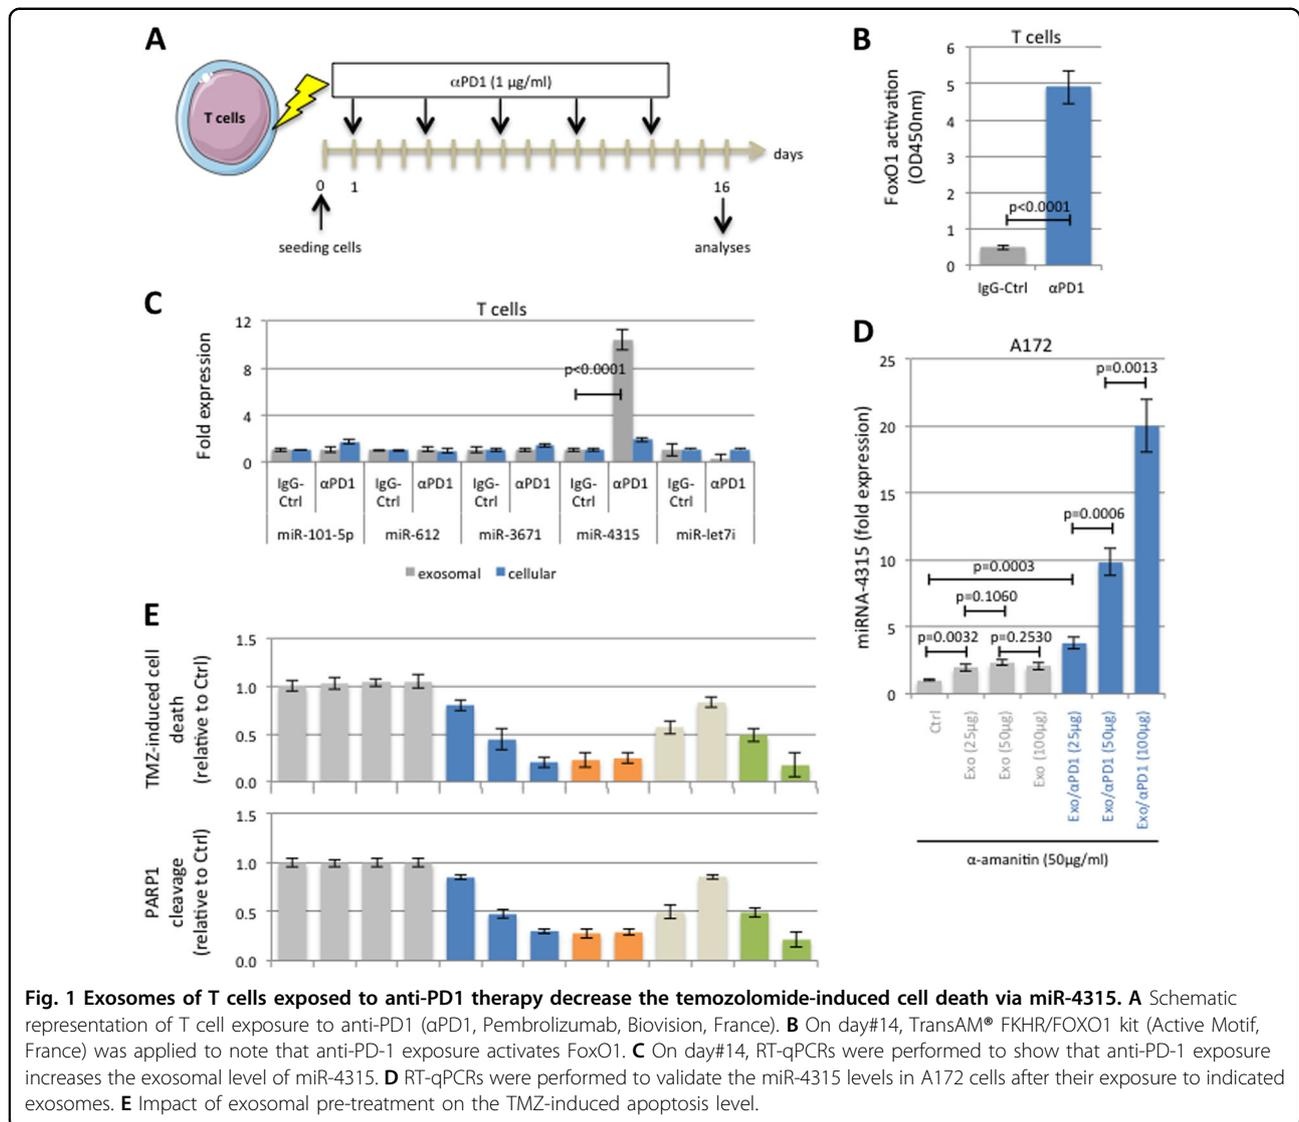 A
T cells
αPD1 (1 µg/ml)
days
0
1
16
seeding cells
analyses
B
T cells
FoxO1 activation
(OD450nm)
6
5
4
3
2
1
0
p<0.0001
IgG-Ctrl
αPD1
C
T cells
Fold expression
12
8
4
0
p<0.0001
IgG-
Ctrl
αPD1
IgG-
Ctrl
αPD1
IgG-
Ctrl
αPD1
IgG-
Ctrl
αPD1
IgG-
Ctrl
αPD1
miR-101-5p
miR-612
miR-3671
miR-4315
miR-let7i
exosomal
cellular
D
A172
miRNA-4315 (fold expression)
25
20
15
10
5
0
p=0.0013
p=0.0006
p=0.0003
p=0.1060
p=0.0032
p=0.2530
Ctrl
Exo (25µg)
Exo (50µg)
Exo (100µg)
Exo/αPD1 (25µg)
Exo/αPD1 (50µg)
Exo/αPD1 (100µg)
α-amanitin (50µg/ml)
E
TMZ-induced cell
death
(relative to Ctrl)
1.5
1.0
0.5
0.0
PARP1
cleavage
(relative to Ctrl)
1.5
1.0
0.5
0.0
Fig. 1 Exosomes of T cells exposed to anti-PD1 therapy decrease the temozolomide-induced cell death via miR-4315. A Schematic
representation of T cell exposure to anti-PD1 (αPD1, Pembrolizumab, Biovision, France). B On day#14, TransAM® FKHR/FOXO1 kit (Active Motif,
France) was applied to note that anti-PD-1 exposure activates FoxO1. C On day#14, RT-qPCRs were performed to show that anti-PD-1 exposure
increases the exosomal level of miR-4315. D RT-qPCRs were performed to validate the miR-4315 levels in A172 cells after their exposure to indicated
exosomes. E Impact of exosomal pre-treatment on the TMZ-induced apoptosis level.